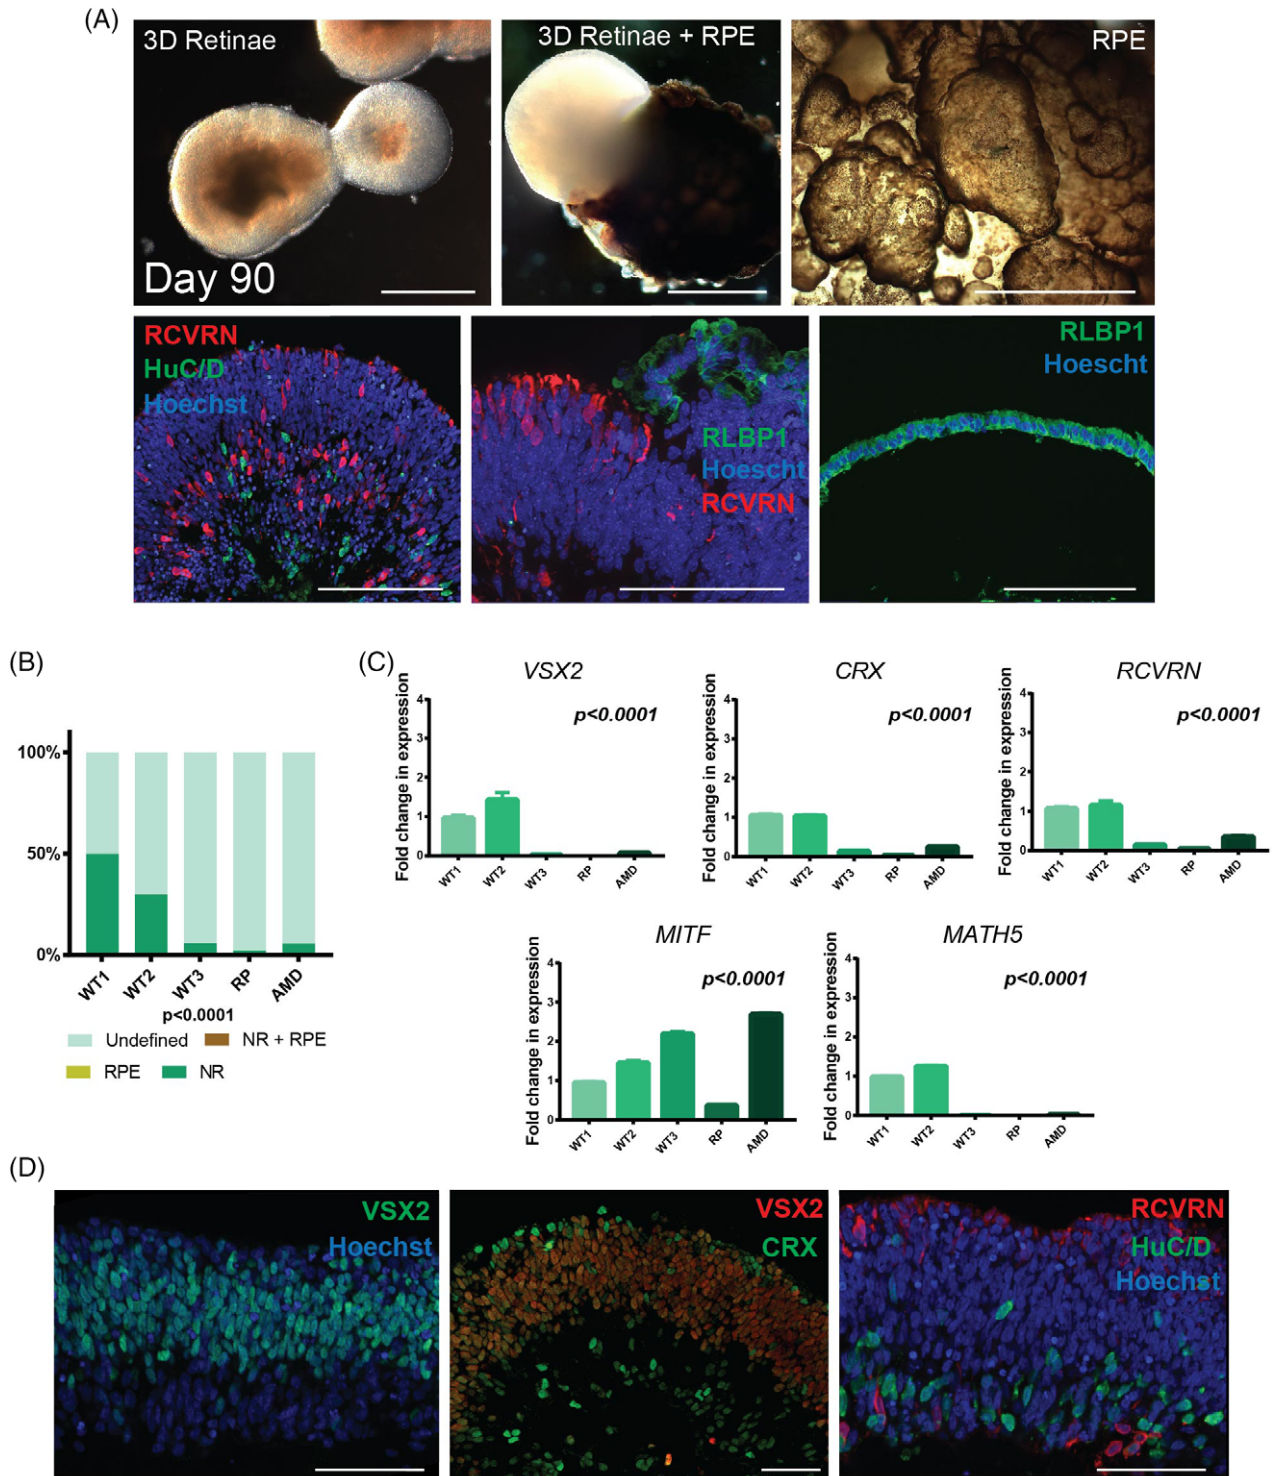 (A)
3D Retinae
3D Retinae + RPE
RPE
Day 90
RCVRN
HuC/D
Hoechst
RLBP1
Hoescht
RCVRN
RLBP1
Hoescht
(B)
100%
50%
0%
WT1
WT2
WT3
RP
AMD
p<0.0001
Undefined
NR + RPE
RPE
NR
(C)
VSX2
Fold change in expression
4
3
2
1
0
p<0.0001
WT1
WT2
WT3
RP
AMD
CRX
Fold change in expression
4
3
2
1
0
p<0.0001
WT1
WT2
WT3
RP
AMD
RCVRN
Fold change in expression
4
3
2
1
0
p<0.0001
WT1
WT2
WT3
RP
AMD
MITF
Fold change in expression
4
3
2
1
0
p<0.0001
WT1
WT2
WT3
RP
AMD
MATH5
Fold change in expression
4
3
2
1
0
p<0.0001
WT1
WT2
WT3
RP
AMD
(D)
VSX2
Hoechst
VSX2
CRX
RCVRN
HuC/D
Hoechst